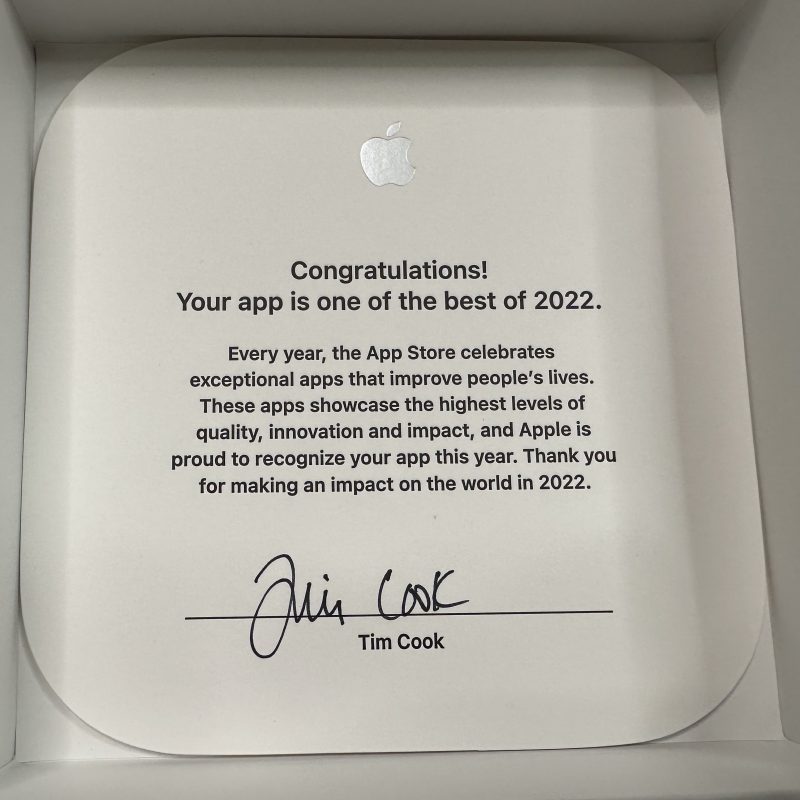 Congratulations!
Your app is one of the best of 2022.
Every year, the App Store celebrates
exceptional apps that improve people's lives.
These apps showcase the highest levels of
quality, innovation and impact, and Apple is
proud to recognize your app this year. Thank you
for making an impact on the world in 2022.
Tim Cook
Tim Cook